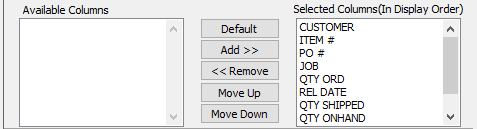 Available Columns
Default
Add >>
<< Remove
Move Up
Move Down
Selected Columns(In Display Order)
CUSTOMER
ITEM #
PO #
JOB
QTY ORD
REL DATE
QTY SHIPPED
QTY ONHAND